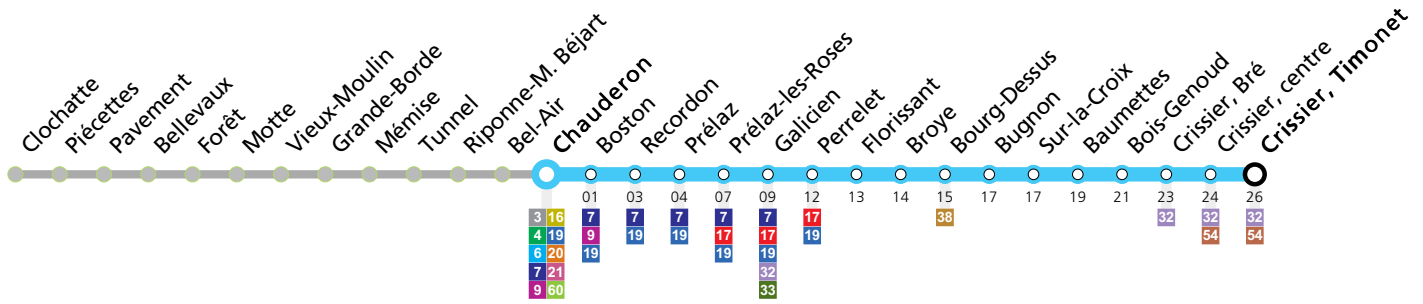 Clochatte
Piécettes
Pavement
Bellevaux
Forêt
Motte
Vieux-Moulin
Grande-Borde
Mémise
Tunnel
Riponne-M. Béjart
Bel-Air
Chauderon
Boston
Recordon
Prélaz
Prélaz-les-Roses
Galicien
Perrelet
Florissant
Broye
Bourg-Dessus
Bugnon
Sur-la-Croix
Baumettes
Bois-Genoud
Crissier, Bré
Crissier, centre
Crissier, Timonet
01 03 04 07 09 12 13 14 15 17 17 19 21 23 24 26
3 16 7 7 7 7 7 17 38 32 32 32
4 19 9 19 19 17 17 19 54 54
6 20 19 19 19
7 21 32
9 60 33